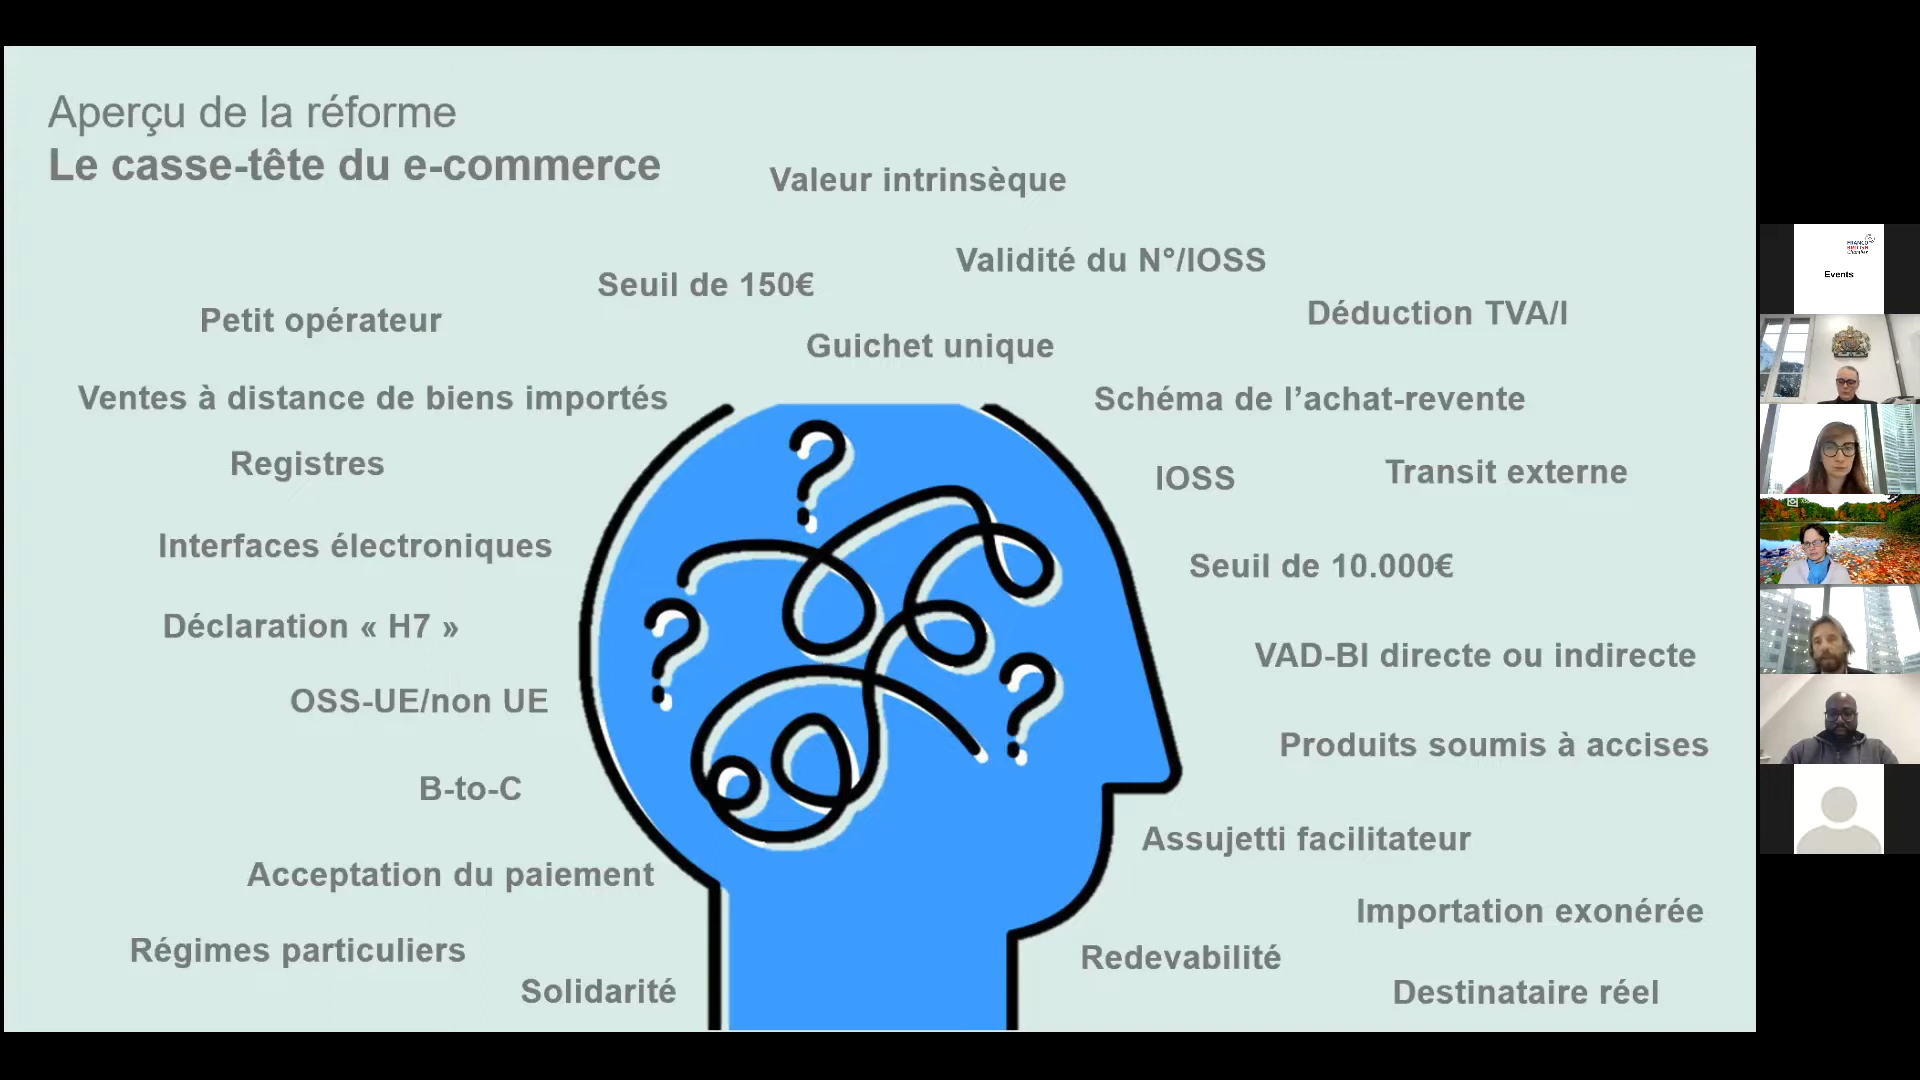 Aperçu de la réforme
Le casse-tête du e-commerce
Valeur intrinsèque
Validité du N°/IOSS
Seuil de 150€
Déduction TVA/I
Petit opérateur
Guichet unique
Ventes à distance de biens importés
Schéma de l’achat-revente
Registres
IOSS
Transit externe
Interfaces électroniques
Seuil de 10.000€
Déclaration « H7 »
VAD-BI directe ou indirecte
OSS-UE/non UE
Produits soumis à accises
B-to-C
Assujetti facilitateur
Acceptation du paiement
Importation exonérée
Régimes particuliers
Redevabilité
Solidarité
Destinataire réel
FRANCO
BRITISH
Chamber
Events